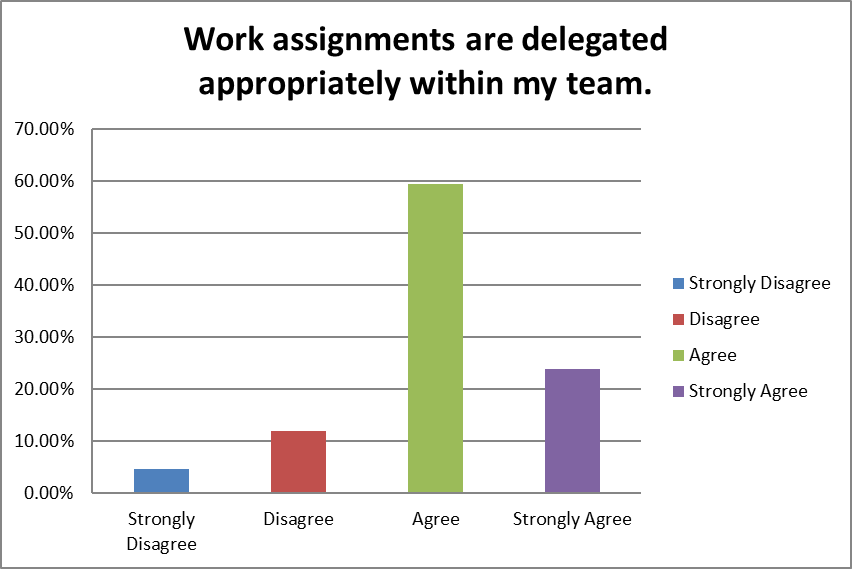 Work assignments are delegated
appropriately within my team.
70.00%
60.00%
50.00%
40.00%
30.00%
20.00%
10.00%
0.00%
Strongly
Disagree
Disagree
Agree
Strongly Agree
Strongly Disagree
Disagree
Agree
Strongly Agree